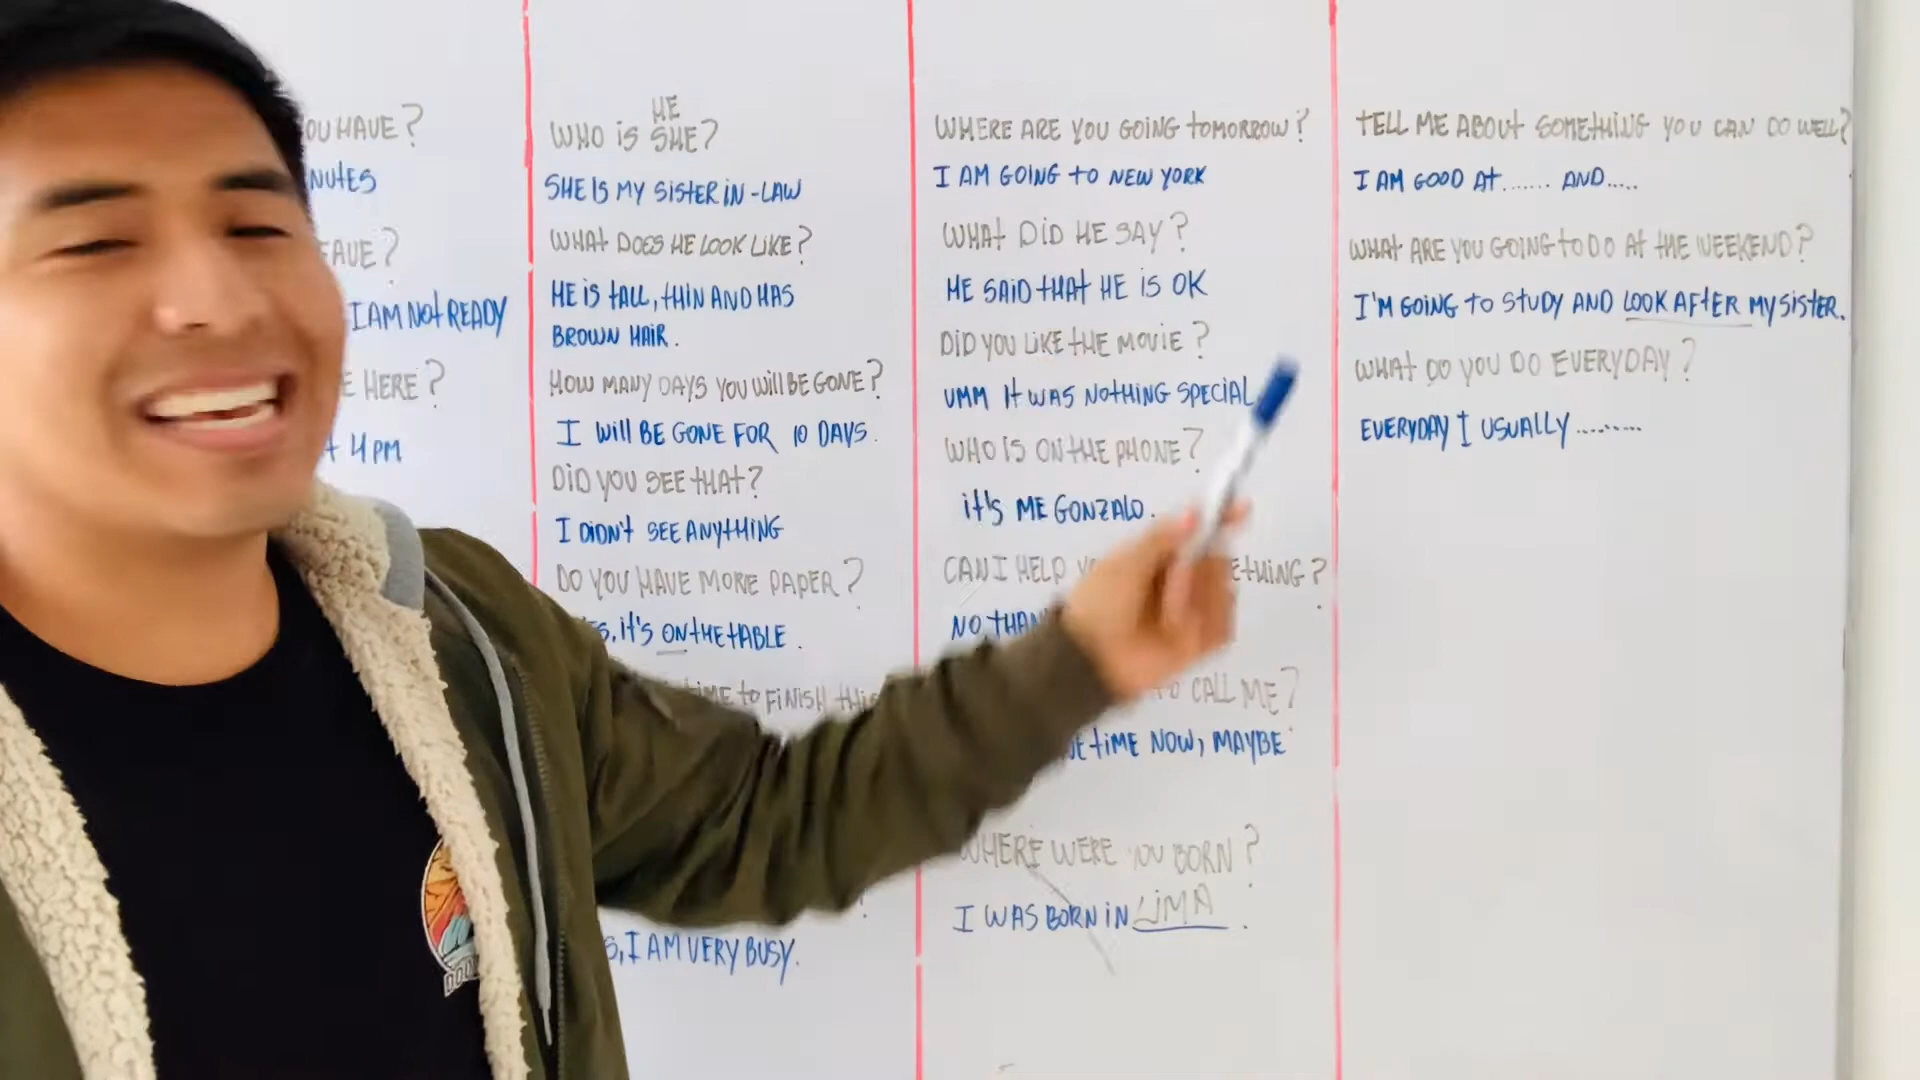 OU HAVE?
NUTES
EAVE?
I AM NOT READY
E HERE?
4 PM
HE
WHO IS SHE?
SHE IS MY SISTER IN-LAW
WHAT DOES HE LOOK LIKE?
HE IS TALL, THIN AND HAS
BROWN HAIR.
HOW MANY DAYS YOU WILL BE GONE?
I WILL BE GONE FOR 10 DAYS.
DID YOU SEE THAT?
I DIDN'T SEE ANYTHING
DO YOU HAVE MORE PAPER?
S, IT'S ON THE TABLE.
TIME TO FINISH THIS
?
S, I AM VERY BUSY.
WHERE ARE YOU GOING TOMORROW?
I AM GOING TO NEW YORK
WHAT DID HE SAY?
HE SAID THAT HE IS OK
DID YOU LIKE THE MOVIE?
UMM IT WAS NOTHING SPECIAL
WHO IS ON THE PHONE?
IT'S ME GONZALO.
CAN I HELP Y ETHING?
NO THAN
TO CALL ME?
TIME NOW, MAYBE
WHERE WERE YOU BORN?
I WAS BORN IN LIMA.
TELL ME ABOUT SOMETHING YOU CAN DO WELL?
I AM GOOD AT....... AND.....
WHAT ARE YOU GOING TO DO AT THE WEEKEND?
I'M GOING TO STUDY AND LOOK AFTER MY SISTER.
WHAT DO YOU DO EVERYDAY?
EVERYDAY I USUALLY.........